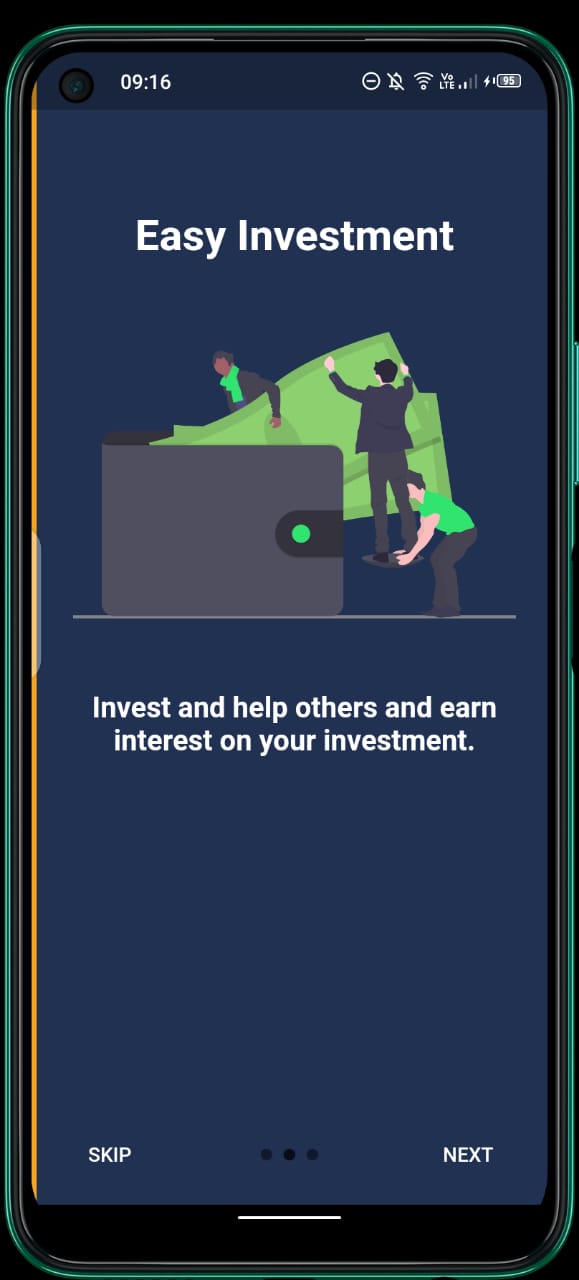 09:16
Vo
LTE
95
Easy Investment
Invest and help others and earn
interest on your investment.
SKIP
NEXT